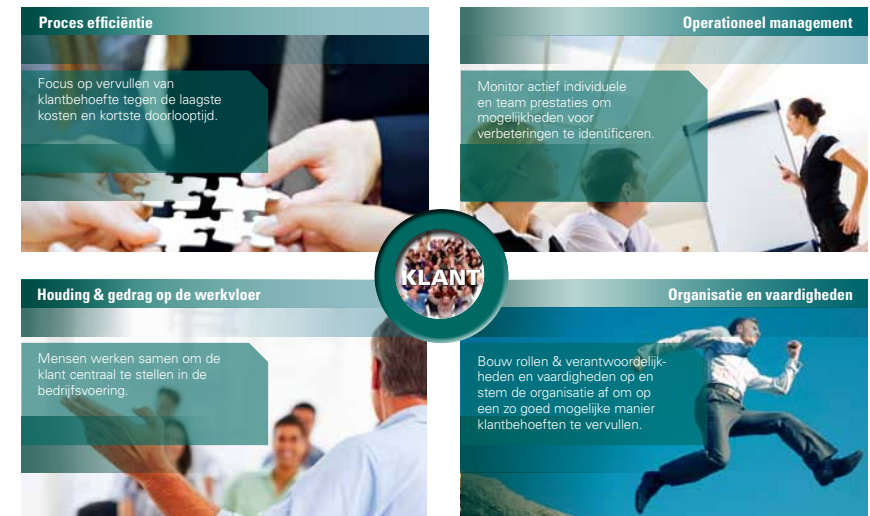 Proces efficiëntie
Focus op vervullen van
klantbehoefte tegen de laagste
kosten en kortste doorlooptijd.
Operationeel management
Monitor actief individuele
en team prestaties om
mogelijkheden voor
verbeteringen te identificeren.
KLANT
Houding & gedrag op de werkvloer
Mensen werken samen om de
klant centraal te stellen in de
bedrijfsvoering.
Organisatie en vaardigheden
Bouw rollen & verantwoordelijk-
heden en vaardigheden op en
stem de organisatie af om op
een zo goed mogelijke manier
klantbehoeften te vervullen.